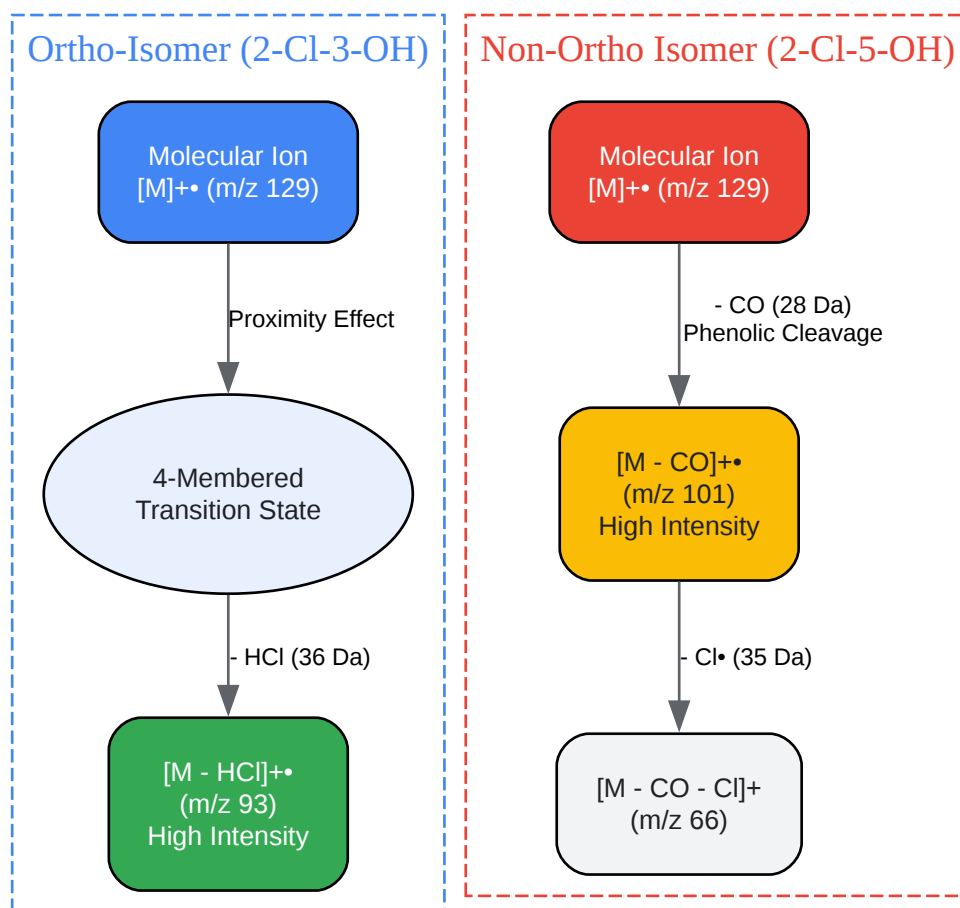 Ortho-Isomer (2-Cl-3-OH)
Molecular Ion
[M]+• (m/z 129)
Proximity Effect
4-Membered
Transition State
- HCl (36 Da)
[M - HCl]+•
(m/z 93)
High Intensity
Non-Ortho Isomer (2-Cl-5-OH)
Molecular Ion
[M]+• (m/z 129)
- CO (28 Da)
Phenolic Cleavage
[M - CO]+•
(m/z 101)
High Intensity
- Cl• (35 Da)
[M - CO - Cl]+
(m/z 66)